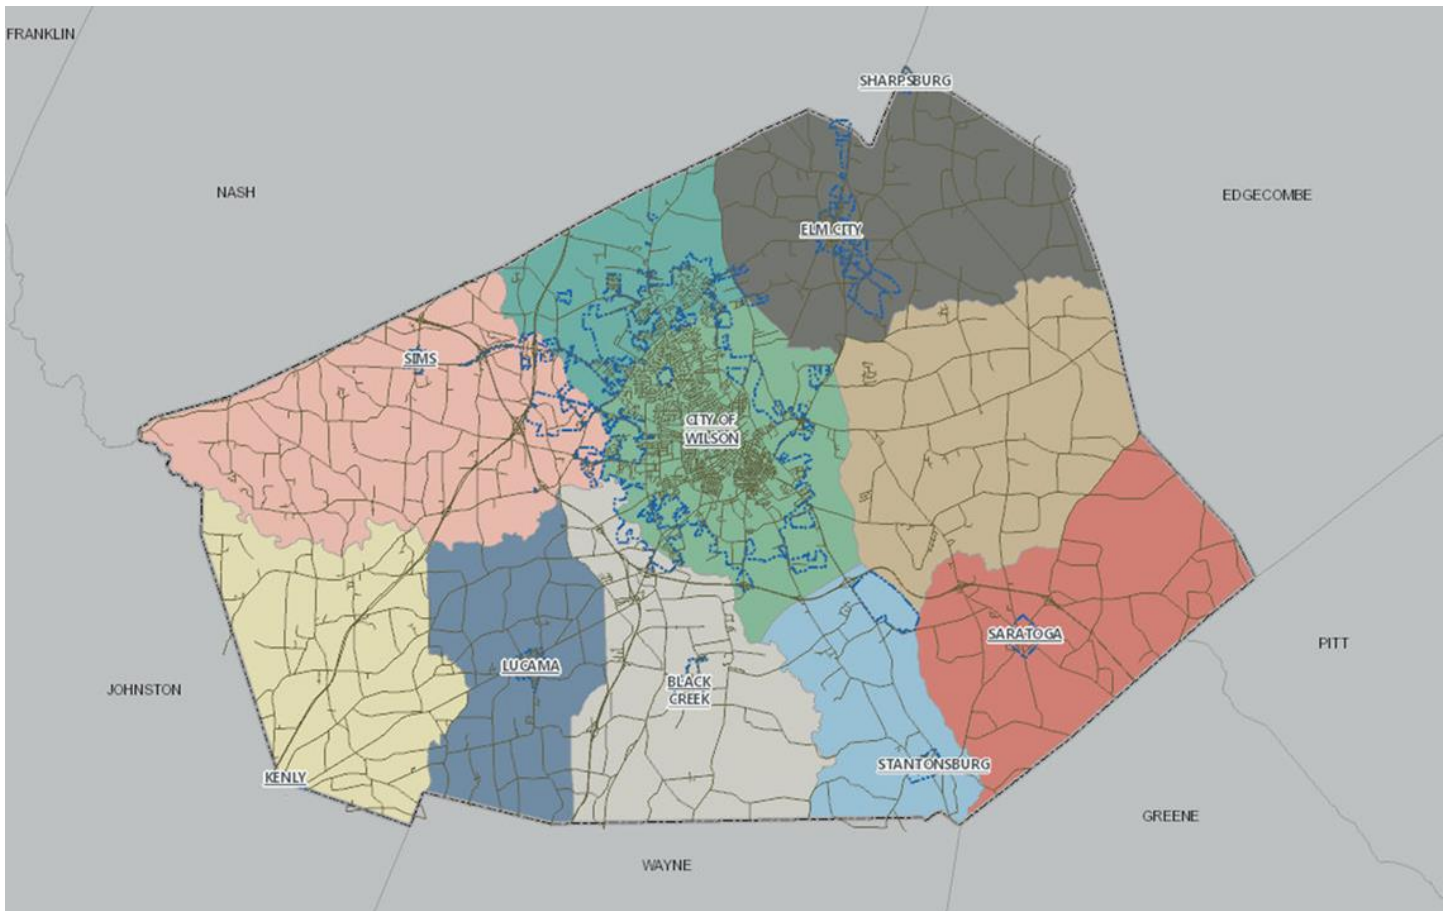 FRANKLIN
SHARPSBURG
NASH
EDGECOMBE
ELM CITY
SIMS
CITY OF
WILSON
SARATOGA
PITT
LUCAMA
BLACK
CREEK
JOHNSTON
STANTONSBURG
KENLY
GREENE
WAYNE